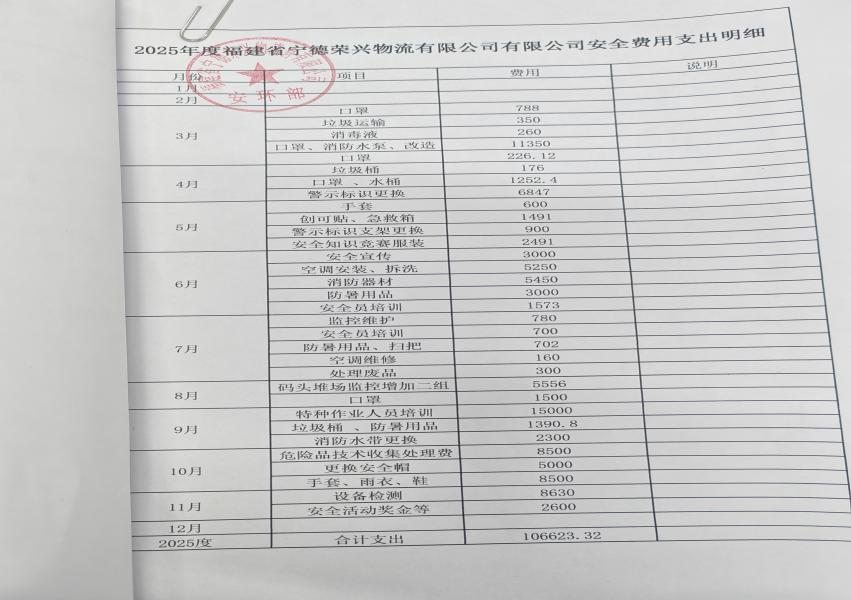 2025年度福建省宁德荣兴物流有限公司有限公司安全费用支出明细
月份 项目 费用 说明
1月
2月
3月 口罩 788
垃圾运输 350
消毒液 260
口罩、消防水泵、改造 11350
口罩 226.12
4月 垃圾桶 176
口罩 、水桶 1252.4
警示标识更换 6847
5月 手套 600
创可贴、急救箱 1491
警示标识支架更换 900
安全知识竞赛服装 2491
6月 安全宣传 3000
空调安装、拆洗 5250
消防器材 5450
防暑用品 3000
安全员培训 1573
7月 监控维护 780
安全员培训 700
防暑用品、扫把 702
空调维修 160
处理废品 300
8月 码头堆场监控增加二组 5556
口罩 1500
9月 特种作业人员培训 15000
垃圾桶 、防暑用品 1390.8
消防水带更换 2300
10月 危险品技术收集处理费 8500
更换安全帽 5000
手套、雨衣、鞋 8500
11月 设备检测 8630
安全活动奖金等 2600
12月
2025度 合计支出 106623.32
安环部